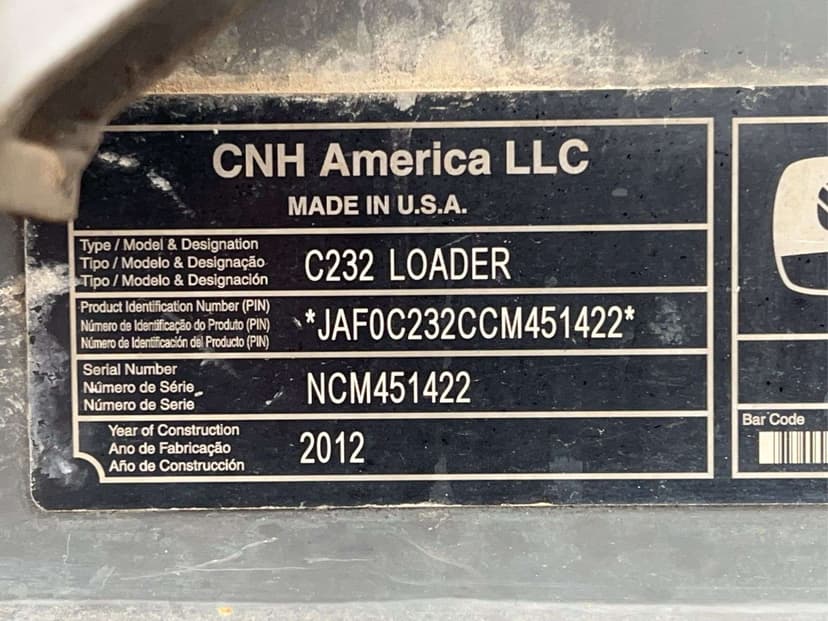 CNH America LLC
MADE IN U.S.A.
Type / Model & Designation
Tipo / Modelo & Designação
Tipo / Modelo & Designación
C232 LOADER
Product Identification Number (PIN)
Número de Identificação do Produto (PIN)
Número de Identificación del Producto (PIN)
*JAF0C232CCM451422*
Serial Number
Número de Série
Número de Serie
NCM451422
Year of Construction
Ano de Fabricação
Año de Construcción
2012
Bar Code